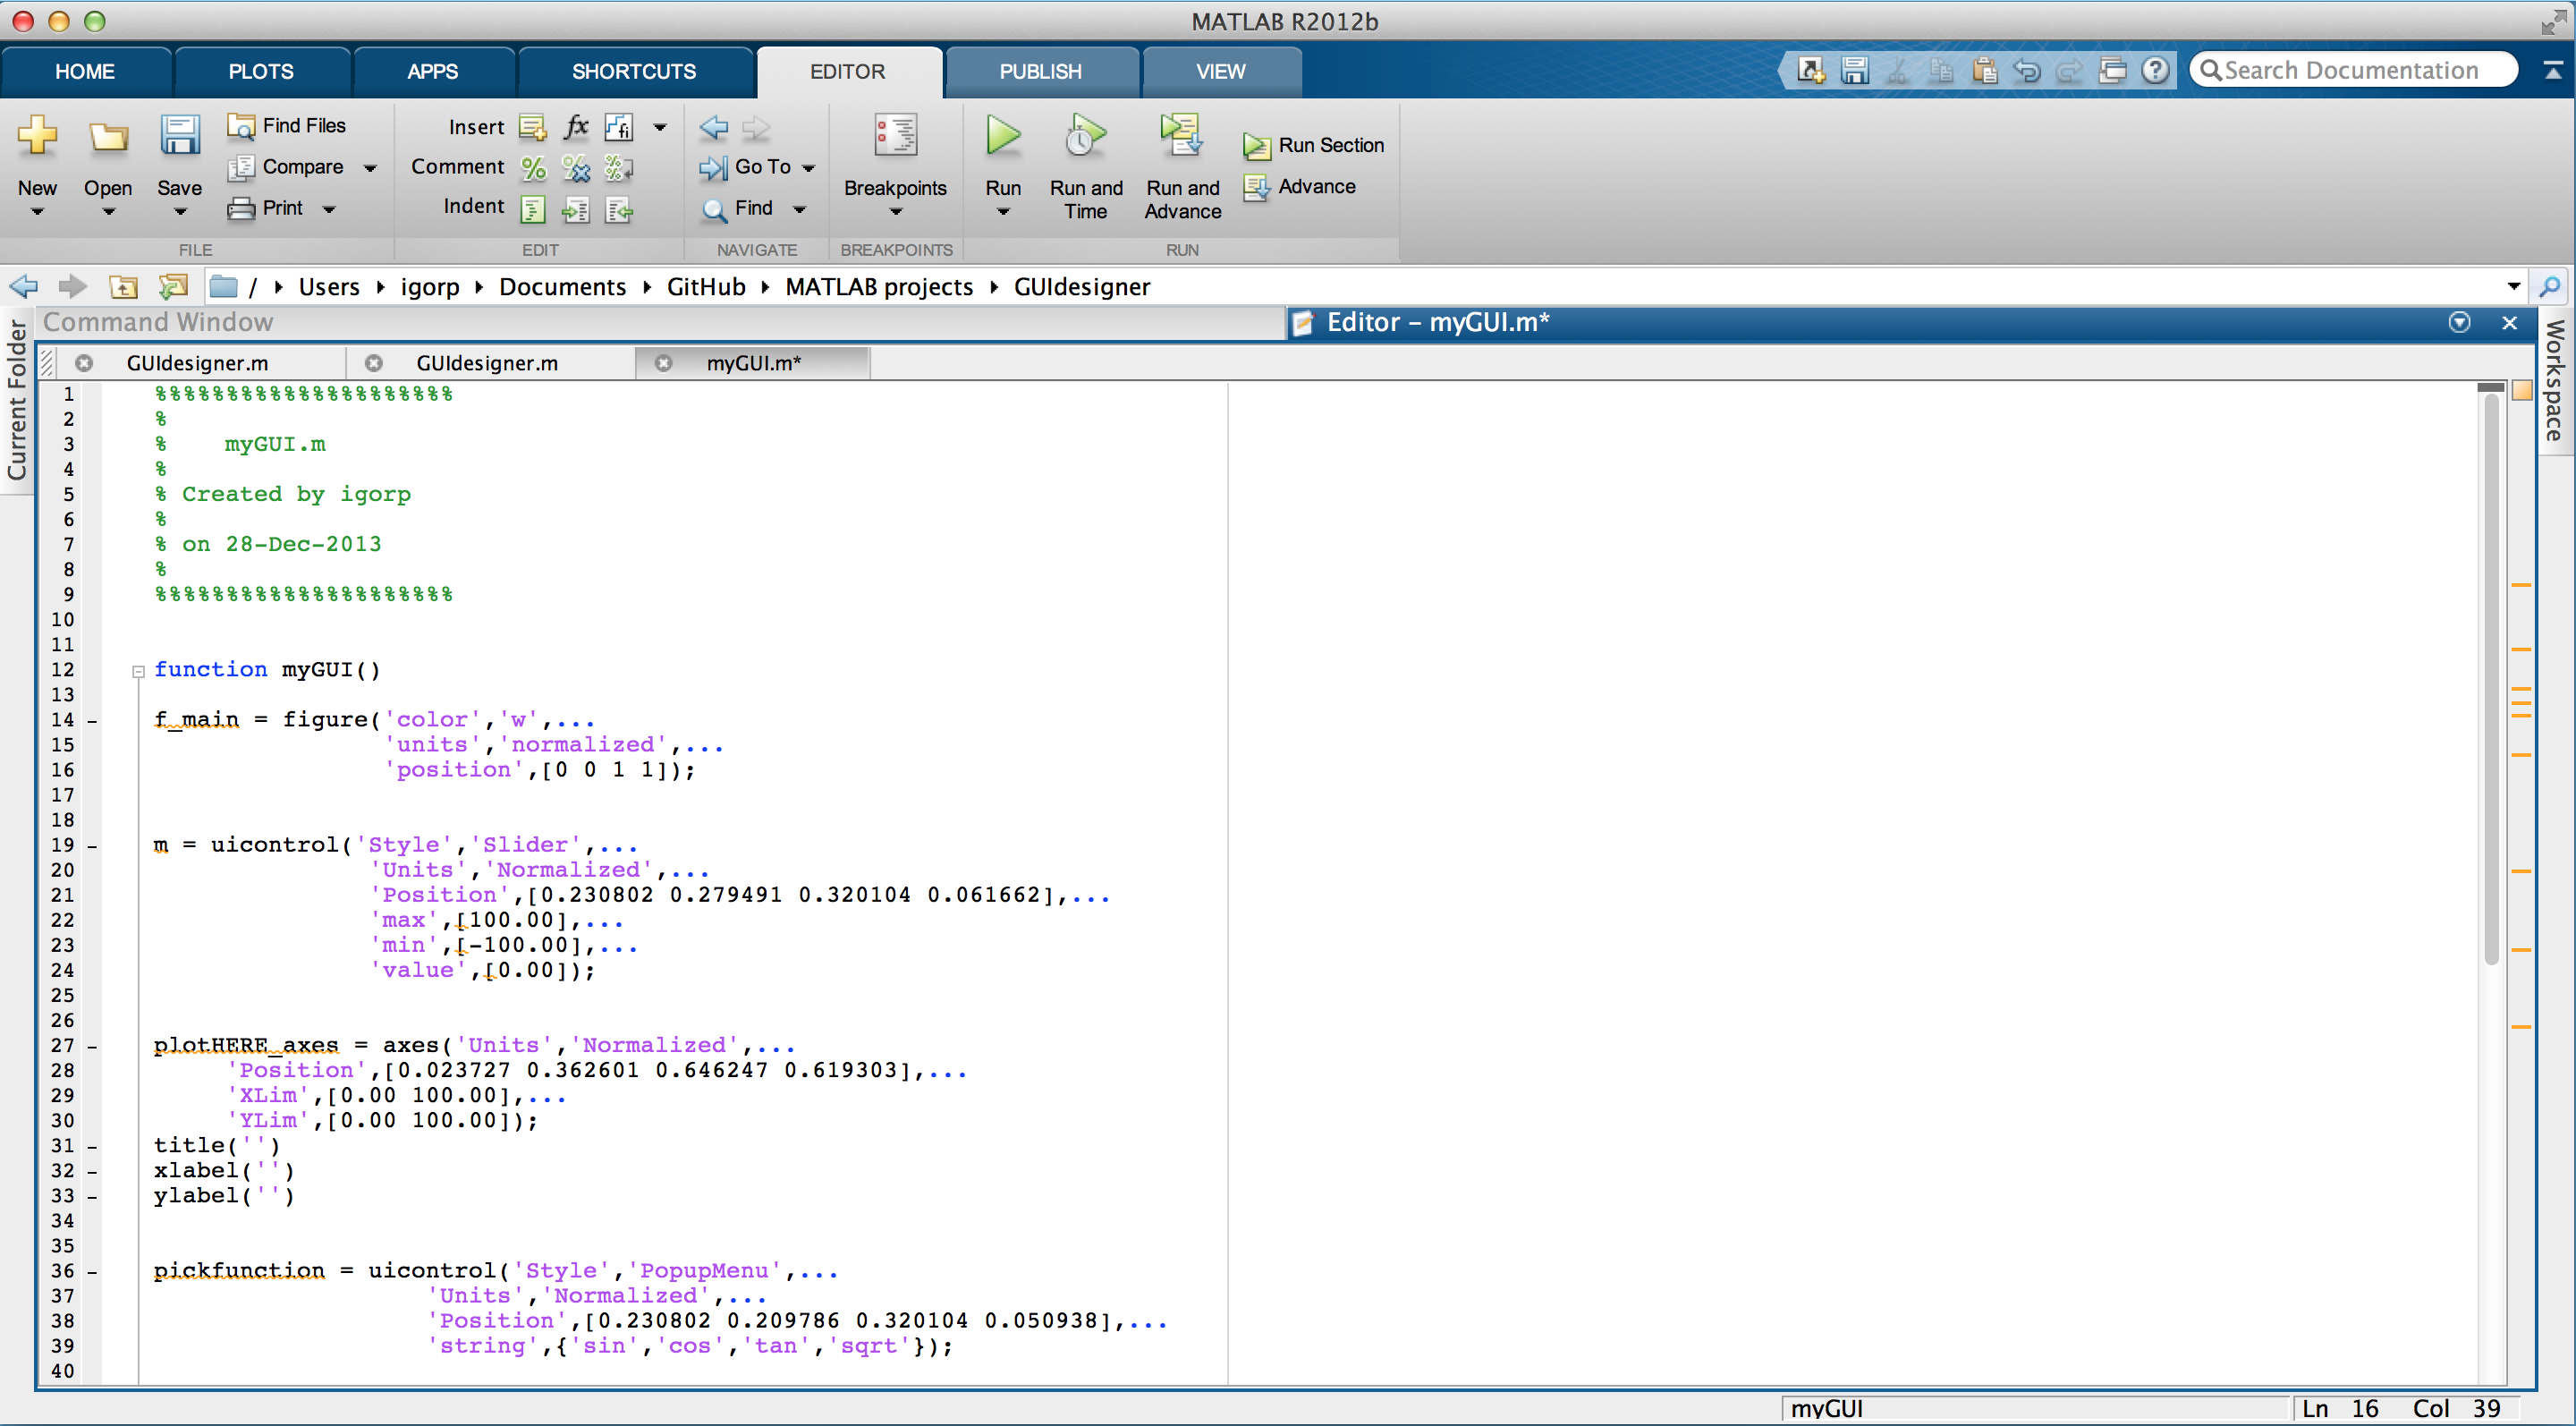 MATLAB R2012b
HOME PLOTS APPS SHORTCUTS EDITOR PUBLISH VIEW Search Documentation
New Open Save Find Files Compare Print
FILE
Insert fx fi
Comment % % %
Indent
EDIT
Go To
Find
NAVIGATE
Breakpoints
BREAKPOINTS
Run Run and Time Run and Advance Run Section Advance
RUN
/ Users igorp Documents GitHub MATLAB projects GUIdesigner
Current Folder
Command Window
Editor – myGUI.m*
Workspace
GUIdesigner.m GUIdesigner.m myGUI.m*
1 %%%%%%%%%%%%%%%%%%%%%
2 %
3 %    myGUI.m
4 %
5 % Created by igorp
6 %
7 % on 28-Dec-2013
8 %
9 %%%%%%%%%%%%%%%%%%%%%
10
11
12 function myGUI()
13
14 – f_main = figure('color','w',...
15 'units','normalized',...
16 'position',[0 0 1 1]);
17
18
19 – m = uicontrol('Style','Slider',...
20 'Units','Normalized',...
21 'Position',[0.230802 0.279491 0.320104 0.061662],...
22 'max',[100.00],...
23 'min',[-100.00],...
24 'value',[0.00]);
25
26
27 – plotHERE_axes = axes('Units','Normalized',...
28 'Position',[0.023727 0.362601 0.646247 0.619303],...
29 'XLim',[0.00 100.00],...
30 'YLim',[0.00 100.00]);
31 – title('')
32 – xlabel('')
33 – ylabel('')
34
35
36 – pickfunction = uicontrol('Style','PopupMenu',...
37 'Units','Normalized',...
38 'Position',[0.230802 0.209786 0.320104 0.050938],...
39 'string',{'sin','cos','tan','sqrt'});
40
myGUI Ln 16 Col 39